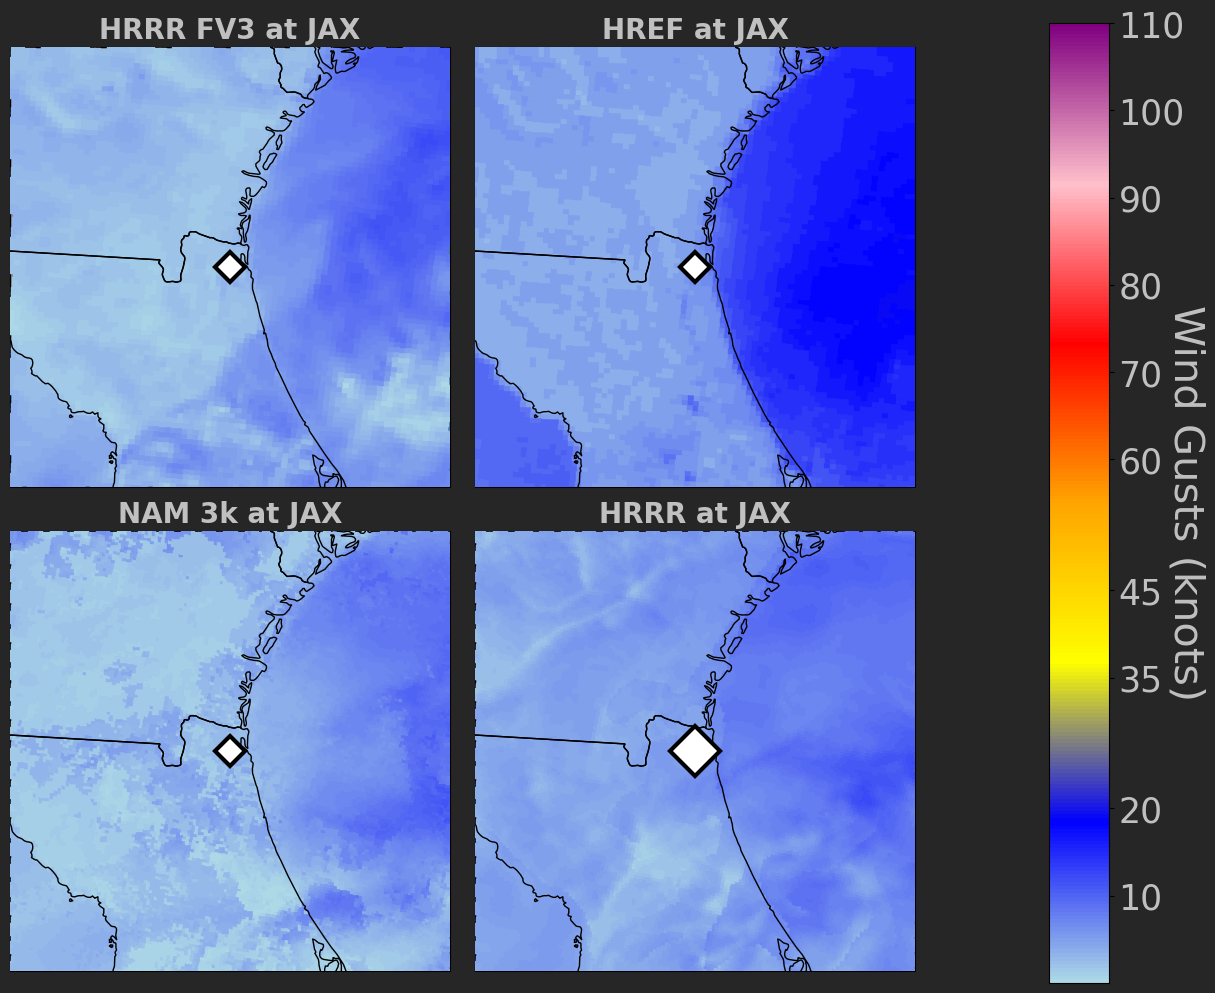 HRRR FV3 at JAX
HREF at JAX
NAM 3k at JAX
HRRR at JAX
110
100
90
80
70
60
45
35
20
10
Wind Gusts (knots)